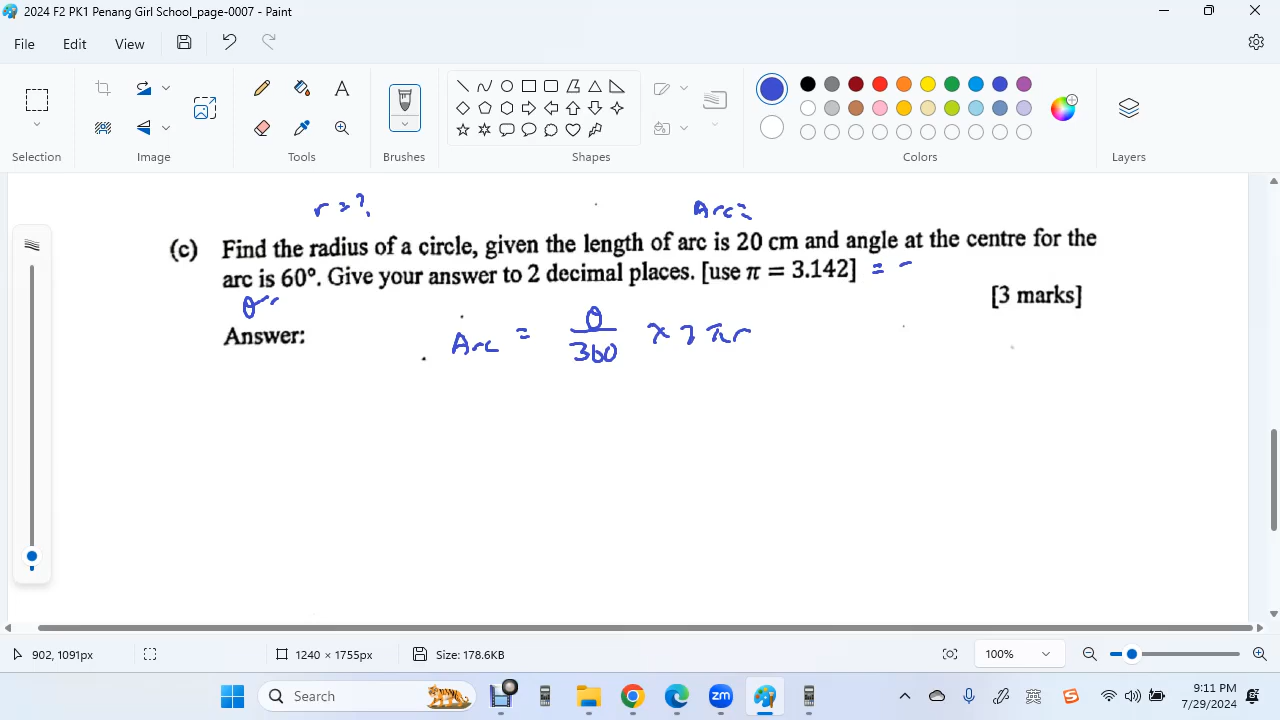 2024 F2 PK1 Penang Girl School_page-0007 - Paint
File Edit View
Selection Image Tools Brushes Shapes Colors Layers
r = ?
Arc =
(c) Find the radius of a circle, given the length of arc is 20 cm and angle at the centre for the
arc is 60°. Give your answer to 2 decimal places. [use π = 3.142] = -
[3 marks]
θ
Answer:
Arc = θ/360 × 2πr
902, 1091px 1240 × 1755px Size: 178.6KB 100%
Search
zm
英
S
9:11 PM
7/29/2024